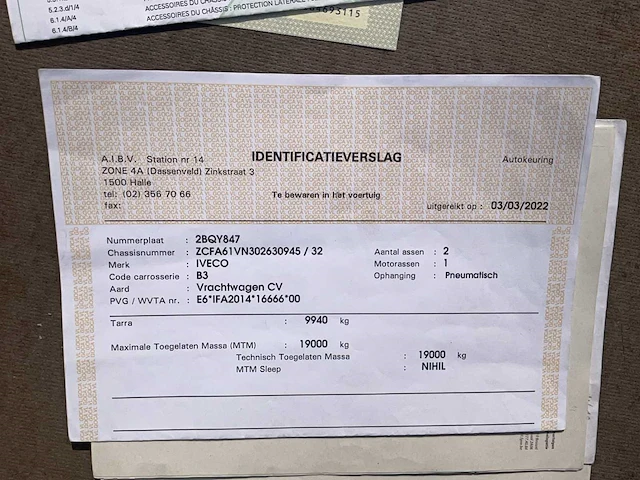 5.2.3.d/1/4
6.1.4/A/4
6.1.4/B/4
ACCESSOIRES DU CHÂSSIS : PROTECTION LATERALE
IDENTIFICATIEVERSLAG
A.I.B.V. Station nr 14
Autokeuring
ZONE 4A (Dassenveld) Zinkstraat 3
1500 Halle
tel: (02) 356 70 66
Te bewaren in het voertuig
fax:
uitgereikt op : 03/03/2022
Nummerplaat : 2BQY847
Chassisnummer : ZCFA61VN302630945 / 32
Aantal assen : 2
Merk : IVECO
Motorassen : 1
Code carrosserie : B3
Ophanging : Pneumatisch
Aard : Vrachtwagen CV
PVG / WVTA nr. : E6*IFA2014*16666*00
Tarra : 9940 kg
Maximale Toegelaten Massa (MTM) : 19000 kg
Technisch Toegelaten Massa : 19000 kg
MTM Sleep : NIHIL